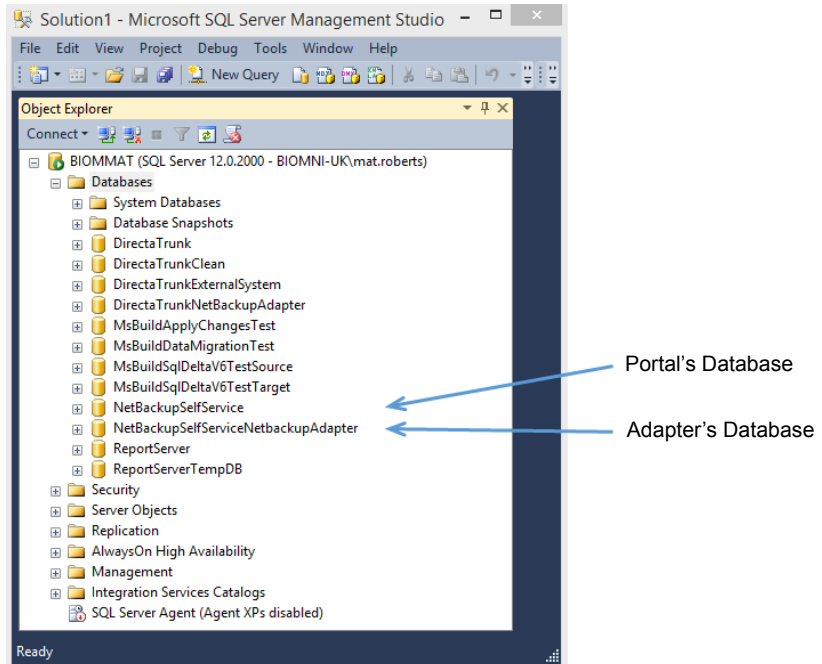 Solution1 - Microsoft SQL Server Management Studio
File Edit View Project Debug Tools Window Help
New Query
Object Explorer
Connect
BIOMMAT (SQL Server 12.0.2000 - BIOMNI-UK\mat.roberts)
Databases
System Databases
Database Snapshots
DirectaTrunk
DirectaTrunkClean
DirectaTrunkExternalSystem
DirectaTrunkNetBackupAdapter
MsBuildApplyChangesTest
MsBuildDataMigrationTest
MsBuildSqlDeltaV6TestSource
MsBuildSqlDeltaV6TestTarget
NetBackupSelfService
NetBackupSelfServiceNetbackupAdapter
ReportServer
ReportServerTempDB
Security
Server Objects
Replication
AlwaysOn High Availability
Management
Integration Services Catalogs
SQL Server Agent (Agent XPs disabled)
Ready
Portal's Database
Adapter's Database